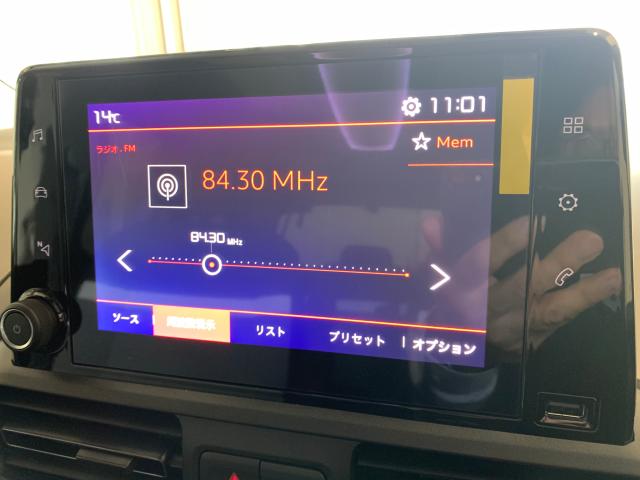 14℃
11:01
ラジオ.FM
Mem
84.30 MHz
84.30 MHz
N
ソース
リスト
プリセット
オプション